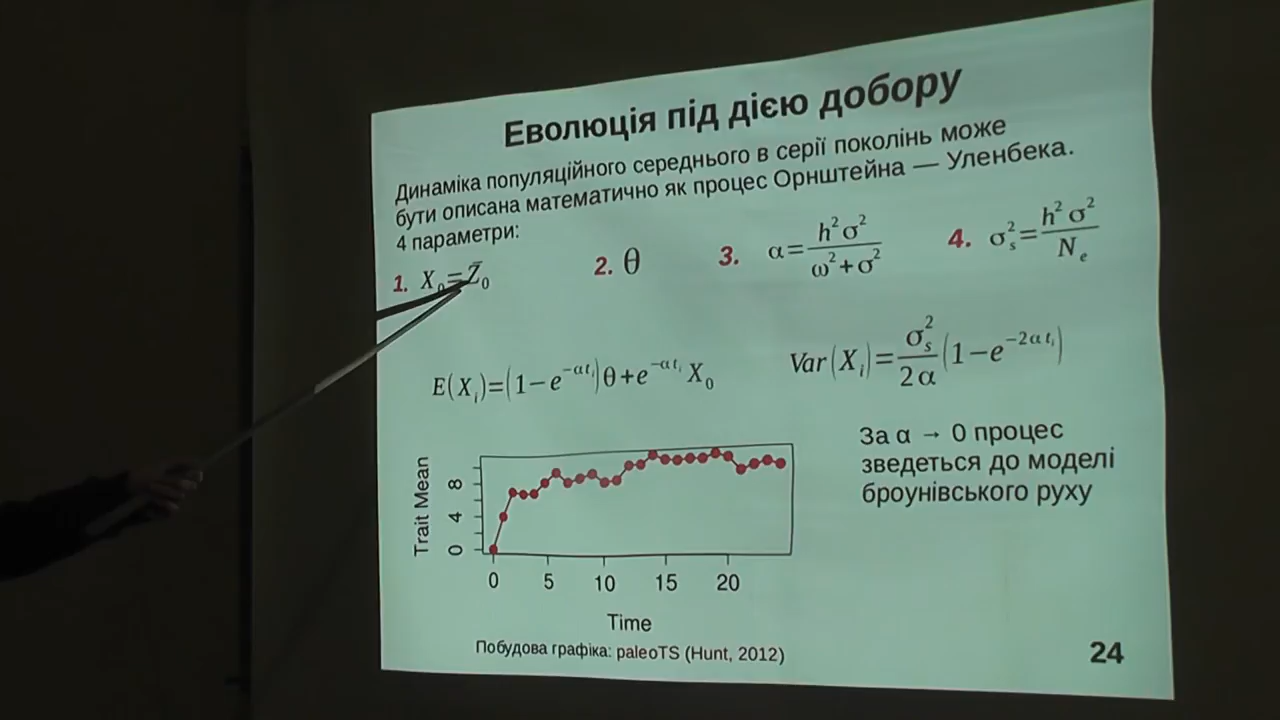 Еволюція під дією добору
Динаміка популяційного середнього в серії поколінь може
бути описана математично як процес Орнштейна — Уленбека.
4 параметри:
1. X₀=Z̄₀ 2. θ 3. α=h²σ²/(ω²+σ²) 4. σₛ²=h²σ²/Nₑ
E(Xᵢ)=(1−e^(−αtᵢ))θ+e^(−αtᵢ) X₀ Var(Xᵢ)=σₛ²/2α (1−e^(−2αtᵢ))
За α → 0 процес
зведеться до моделі
броунівського руху
Trait Mean
8
4
0
0 5 10 15 20
Time
Побудова графіка: paleoTS (Hunt, 2012)
24